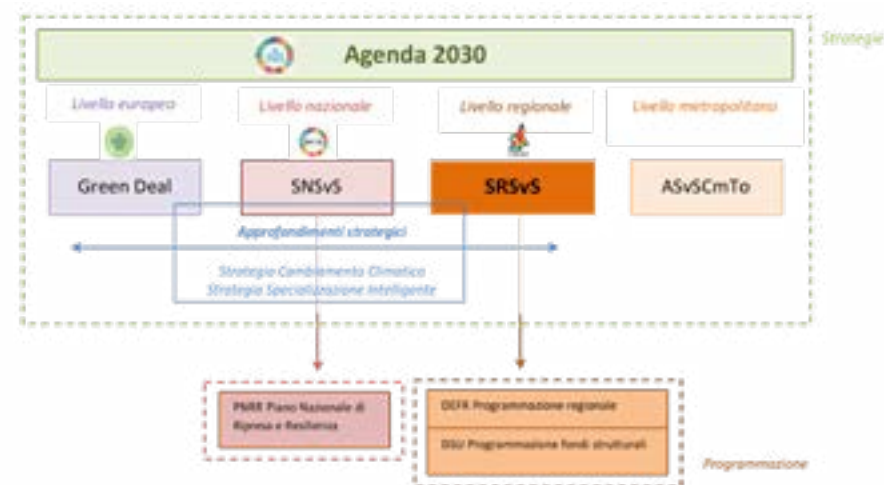 Strategie
Agenda 2030
Livello europeo
Livello nazionale
Livello regionale
Livello metropolitano
Green Deal
SNSvS
SRSvS
ASvSCmTo
Approfondimenti strategici
Strategia Cambiamento Climatico
Strategia Specializzazione Intelligente
PNRR Piano Nazionale di
Ripresa e Resilienza
DEFR Programmazione regionale
DSU Programmazione fondi strutturali
Programmazione